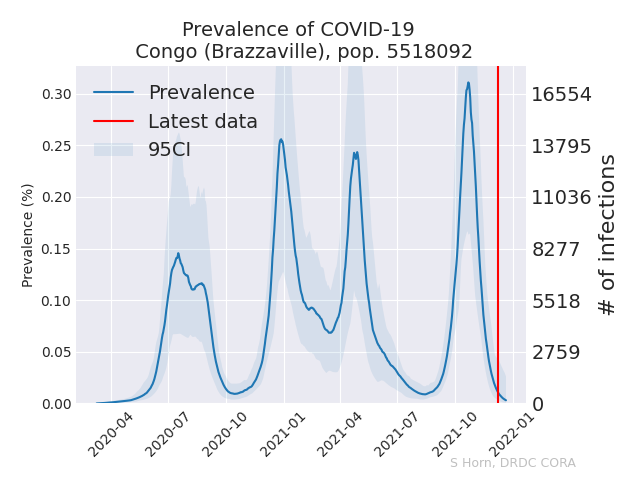 Prevalence of COVID-19
Congo (Brazzaville), pop. 5518092
Prevalence
Latest data
95CI
Prevalence (%)
0.30
0.25
0.20
0.15
0.10
0.05
0.00
16554
13795
11036
8277
5518
2759
0
# of infections
2020-04
2020-07
2020-10
2021-01
2021-04
2021-07
2021-10
2022-01
S Horn, DRDC CORA